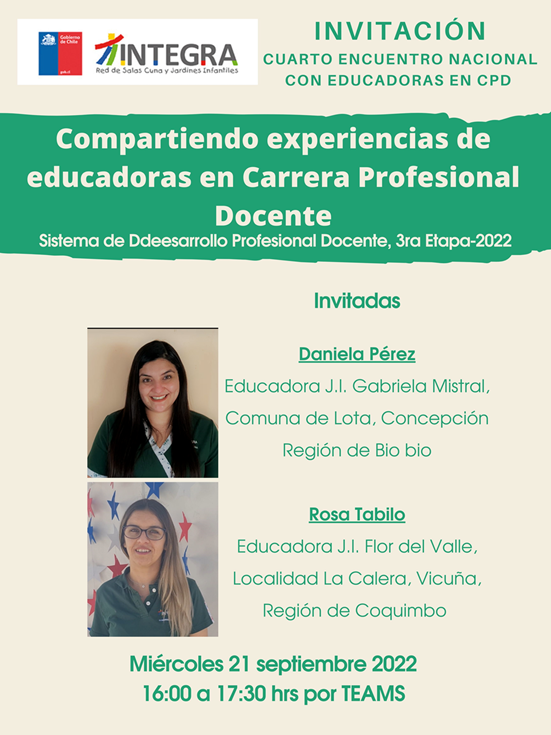 Gobierno de Chile
gob.cl
INTEGRA
Red de Salas Cuna y Jardines Infantiles
INVITACIÓN
CUARTO ENCUENTRO NACIONAL
CON EDUCADORAS EN CPD
Compartiendo experiencias de
educadoras en Carrera Profesional
Docente
Sistema de Ddeesarrollo Profesional Docente, 3ra Etapa-2022
Invitadas
Daniela Pérez
Educadora J.I. Gabriela Mistral,
Comuna de Lota, Concepción
Región de Bio bio
Rosa Tabilo
Educadora J.I. Flor del Valle,
Localidad La Calera, Vicuña,
Región de Coquimbo
Miércoles 21 septiembre 2022
16:00 a 17:30 hrs por TEAMS